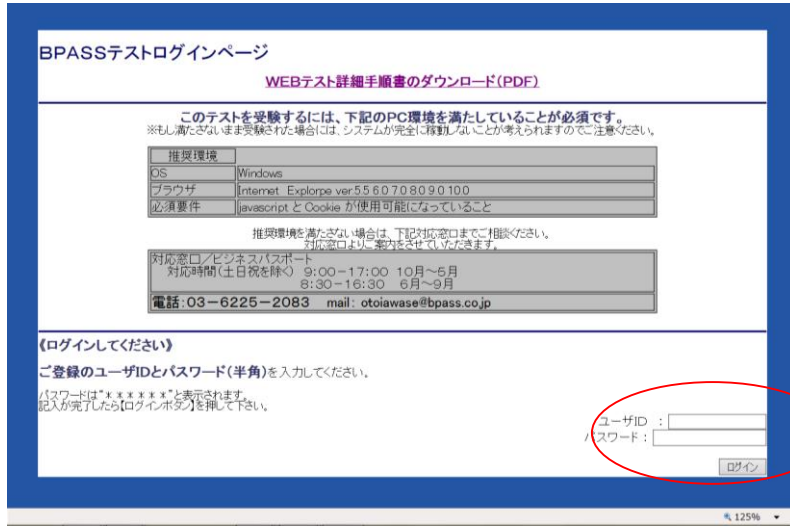 BPASSテストログインページ
WEBテスト詳細手順書のダウンロード(PDF)
このテストを受験するには、下記のPC環境を満たしていることが必須です。
※もし満たさないまま受験された場合には、システムが完全に稼動しないことが考えられますのでご注意ください。
推奨環境
OS Windows
ブラウザ Internet Explorpe ver.5.5 6.0 7.0 8.0 9.0 10.0
必須要件 javascript と Cookie が使用可能になっていること
推奨環境を満たさない場合は、下記対応窓口までご相談ください。
対応窓口よりご案内をさせていただきます。
対応窓口/ビジネスパスポート
対応時間(土日祝を除く) 9:00-17:00 10月~5月
8:30-16:30 6月~9月
電話:03-6225-2083 mail: otoiawase@bpass.co.jp
《ログインしてください》
ご登録のユーザIDとパスワード(半角)を入力してください。
パスワードは"******"と表示されます。
記入が完了したら【ログインボタン】を押して下さい。
ユーザID :
パスワード:
ログイン
125%